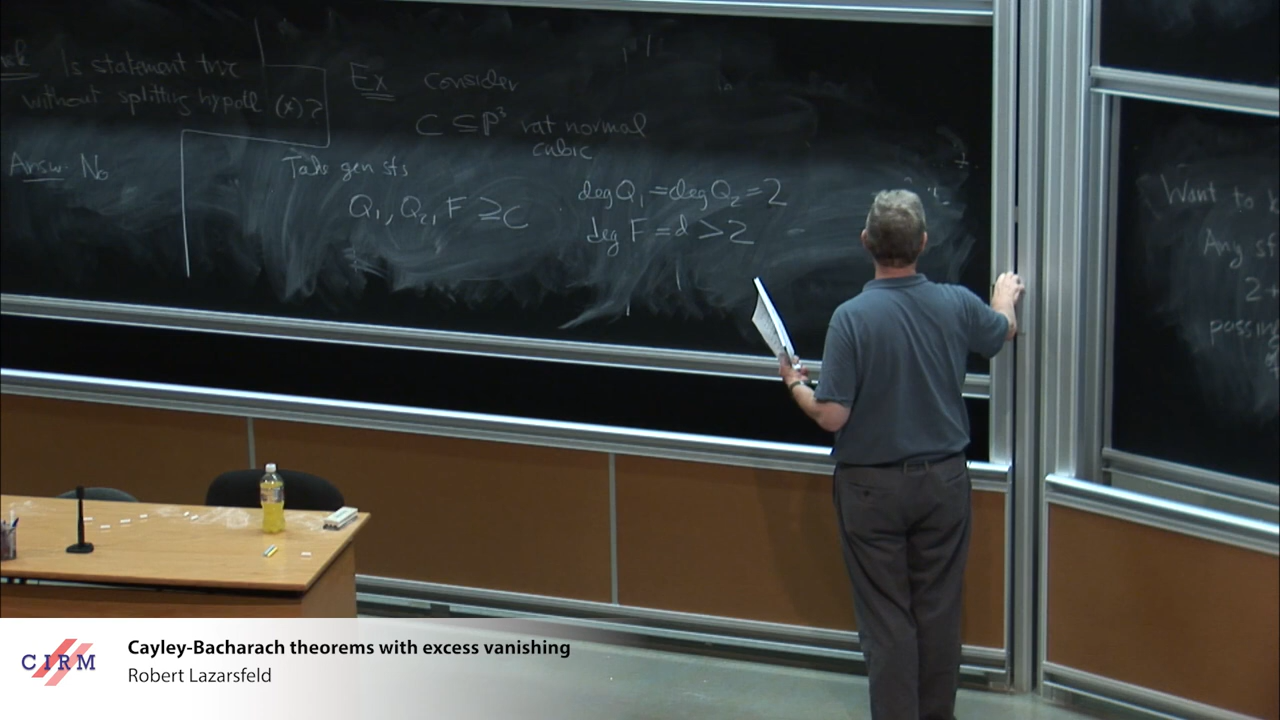 Is statement true
without splitting hypoth (x)?
Answ. No
Ex consider
C ⊆ P³ rat normal
cubic
Take gen sfs
Q₁, Q₂, F ⊇ C
deg Q₁ = deg Q₂ = 2
deg F = d > 2
Want to
Any sf
2+
CIRM
Cayley-Bacharach theorems with excess vanishing
Robert Lazarsfeld